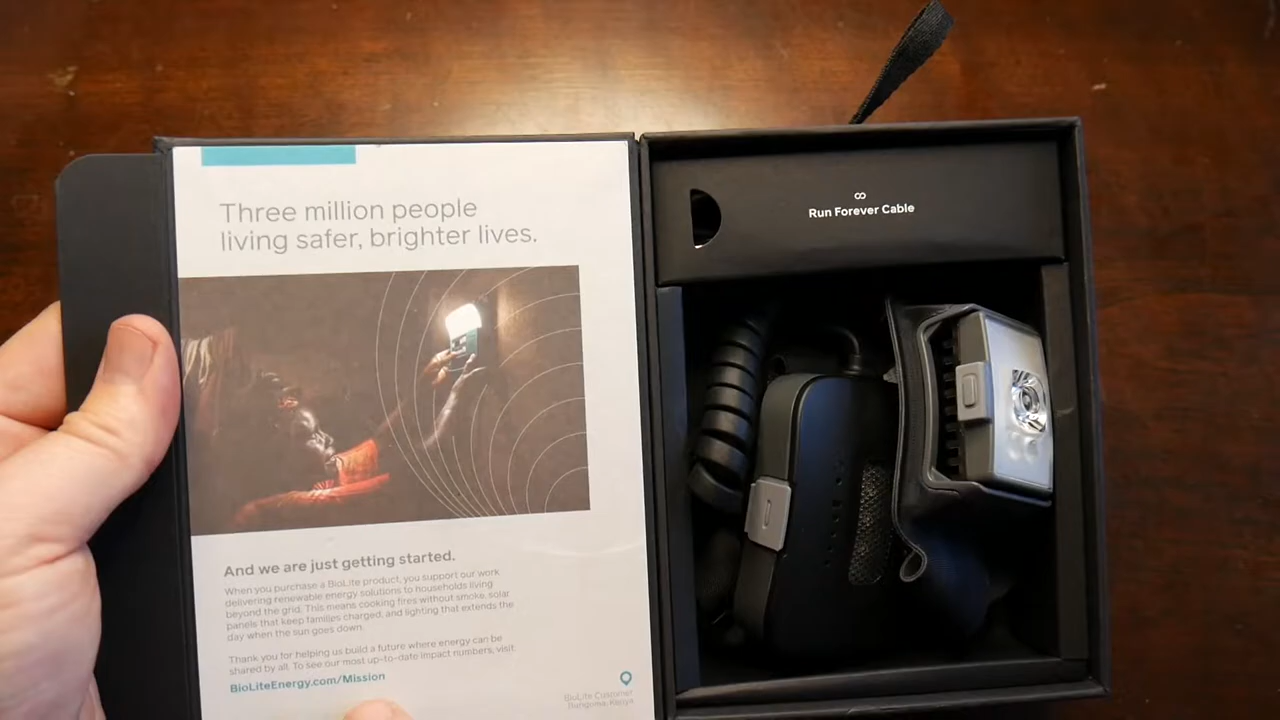 Three million people
living safer, brighter lives.
And we are just getting started.
When you purchase a BioLite product, you support our work
delivering renewable energy solutions to households living
beyond the grid. This means cooking fires without smoke, solar
panels that keep families charged, and lighting that extends the
day when the sun goes down.
Thank you for helping us build a future where energy can be
shared by all. To see our most up-to-date impact numbers, visit
BioLiteEnergy.com/Mission
BioLite Customer
Bungoma, Kenya
Run Forever Cable